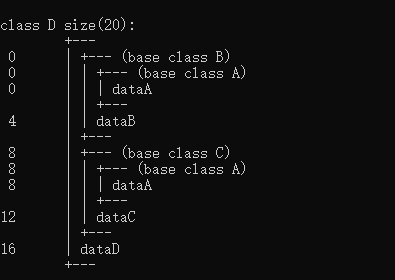 class D size(20):
        +---
 0      | +--- (base class B)
 0      | | +--- (base class A)
 0      | | | dataA
        | | +---
 4      | | dataB
        | +---
 8      | +--- (base class C)
 8      | | +--- (base class A)
 8      | | | dataA
        | | +---
12      | | dataC
        | +---
16      | dataD
        +---